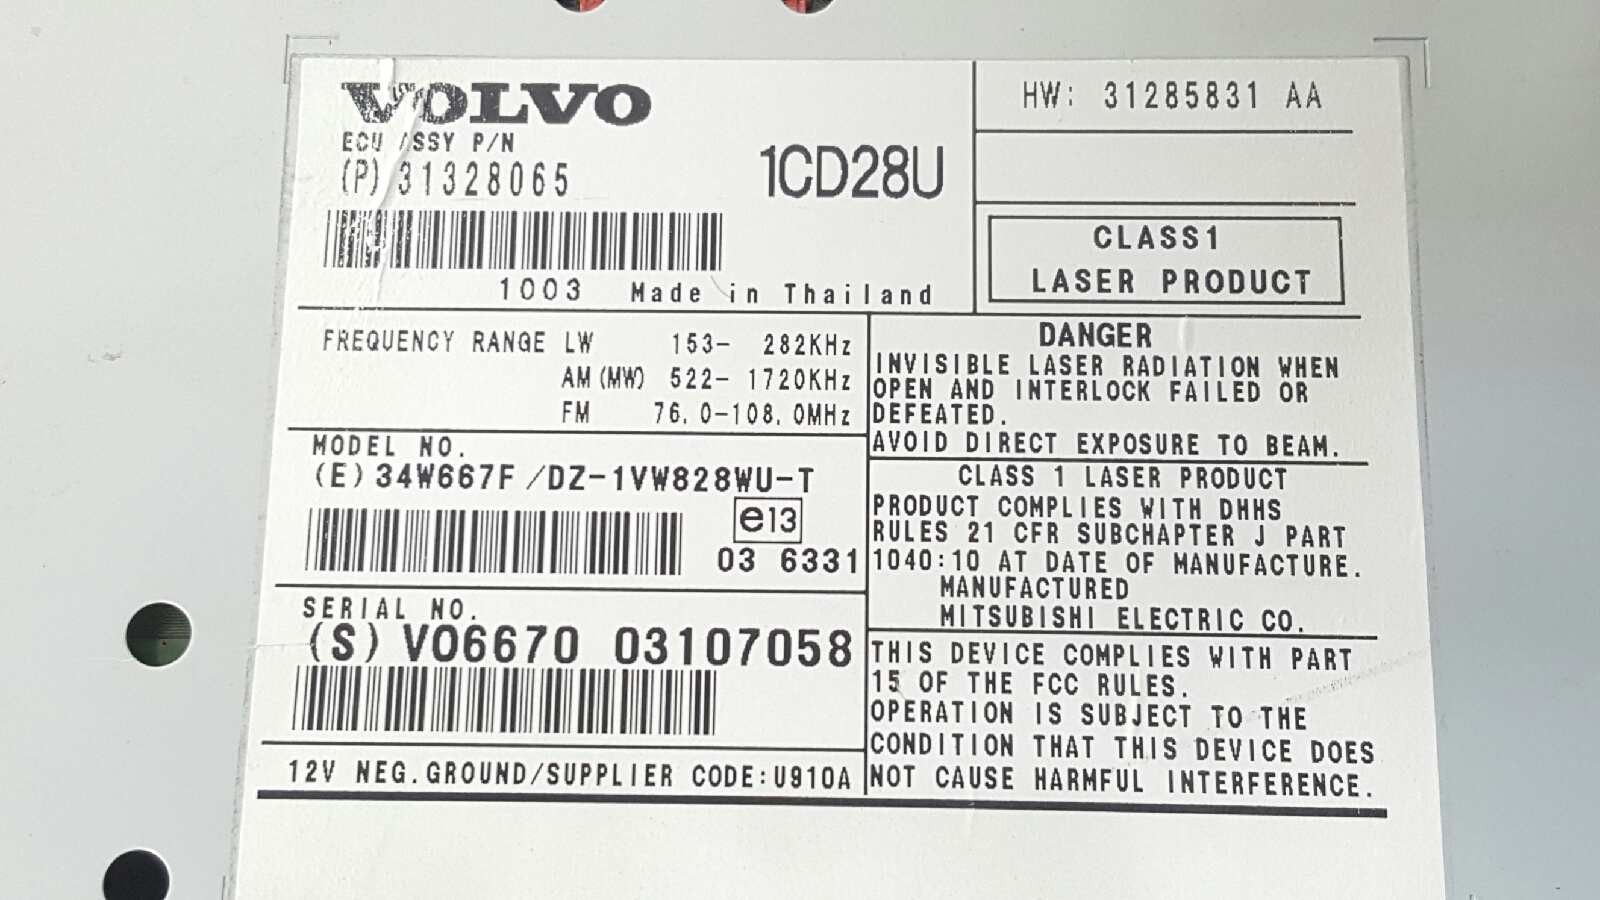 VOLVO
ECU ASSY P/N
(P) 31328065
1CD28U
1003 Made in Thailand
HW: 31285831 AA
CLASS1
LASER PRODUCT
FREQUENCY RANGE LW 153- 282KHz
AM (MW) 522- 1720KHz
FM 76.0-108.0MHz
MODEL NO.
(E) 34W667F /DZ-1VW828WU-T
e13
03 6331
SERIAL NO.
(S) VO6670 03107058
12V NEG.GROUND/SUPPLIER CODE:U910A
DANGER
INVISIBLE LASER RADIATION WHEN
OPEN AND INTERLOCK FAILED OR
DEFEATED.
AVOID DIRECT EXPOSURE TO BEAM.
CLASS 1 LASER PRODUCT
PRODUCT COMPLIES WITH DHHS
RULES 21 CFR SUBCHAPTER J PART
1040:10 AT DATE OF MANUFACTURE.
MANUFACTURED
MITSUBISHI ELECTRIC CO.
THIS DEVICE COMPLIES WITH PART
15 OF THE FCC RULES.
OPERATION IS SUBJECT TO THE
CONDITION THAT THIS DEVICE DOES
NOT CAUSE HARMFUL INTERFERENCE.